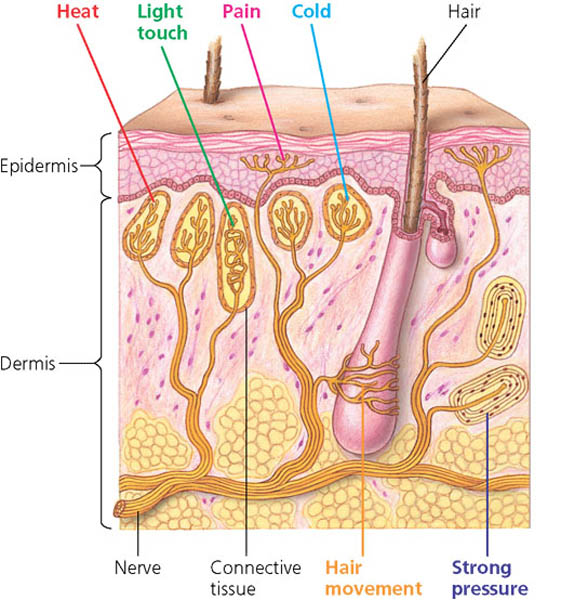 Heat
Light
touch
Pain
Cold
Hair
Epidermis
Dermis
Nerve
Connective
tissue
Hair
movement
Strong
pressure